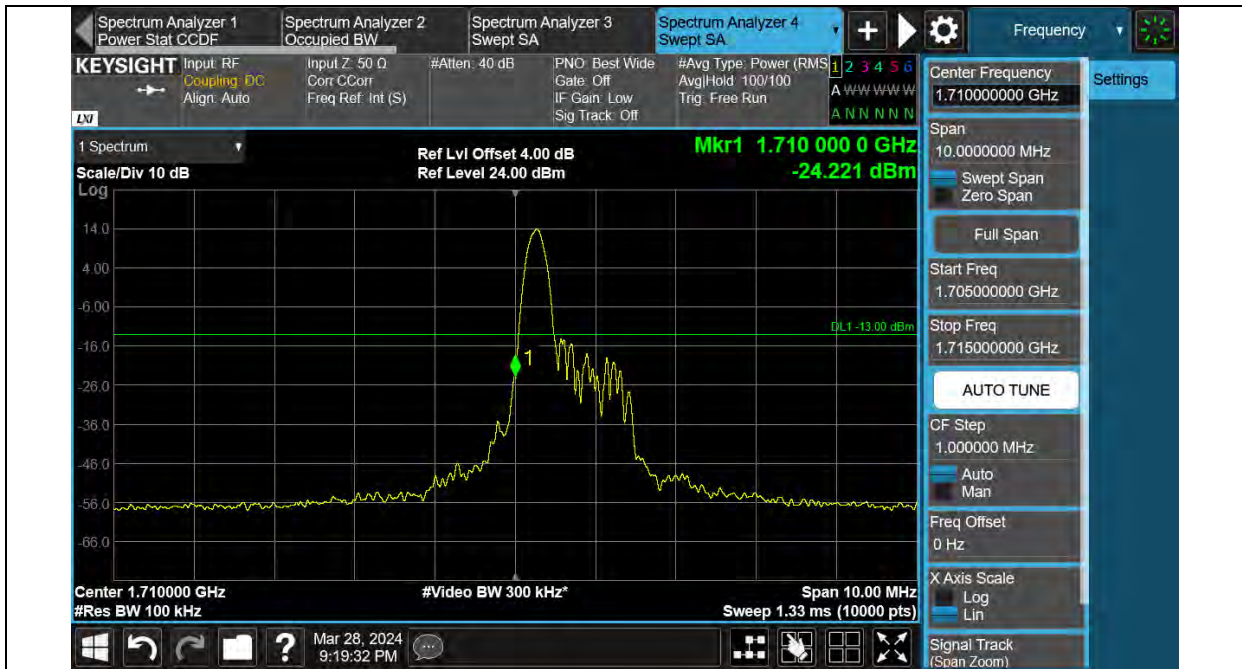 Spectrum Analyzer 1
Power Stat CCDF
Spectrum Analyzer 2
Occupied BW
Spectrum Analyzer 3
Swept SA
Spectrum Analyzer 4
Swept SA
+
Frequency
KEYSIGHT
LXI
Input: RF
Coupling: DC
Align: Auto
Input Z: 50 Ω
Corr CCorr
Freq Ref: Int (S)
#Atten: 40 dB
PNO: Best Wide
Gate: Off
IF Gain: Low
Sig Track: Off
#Avg Type: Power (RMS
Avg|Hold: 100/100
Trig: Free Run
1 2 3 4 5 6
A W W W W W
A N N N N N
1 Spectrum
Scale/Div 10 dB
Ref Lvl Offset 4.00 dB
Ref Level 24.00 dBm
Mkr1 1.710 000 0 GHz
-24.221 dBm
Log
14.0
4.00
-6.00
-16.0
-26.0
-36.0
-46.0
-56.0
-66.0
DL1 -13.00 dBm
1
Center 1.710000 GHz
#Res BW 100 kHz
#Video BW 300 kHz*
Span 10.00 MHz
Sweep 1.33 ms (10000 pts)
Center Frequency
1.710000000 GHz
Settings
Span
10.0000000 MHz
Swept Span
Zero Span
Full Span
Start Freq
1.705000000 GHz
Stop Freq
1.715000000 GHz
AUTO TUNE
CF Step
1.000000 MHz
Auto
Man
Freq Offset
0 Hz
X Axis Scale
Log
Lin
Signal Track
(Span Zoom)
?
Mar 28, 2024
9:19:32 PM